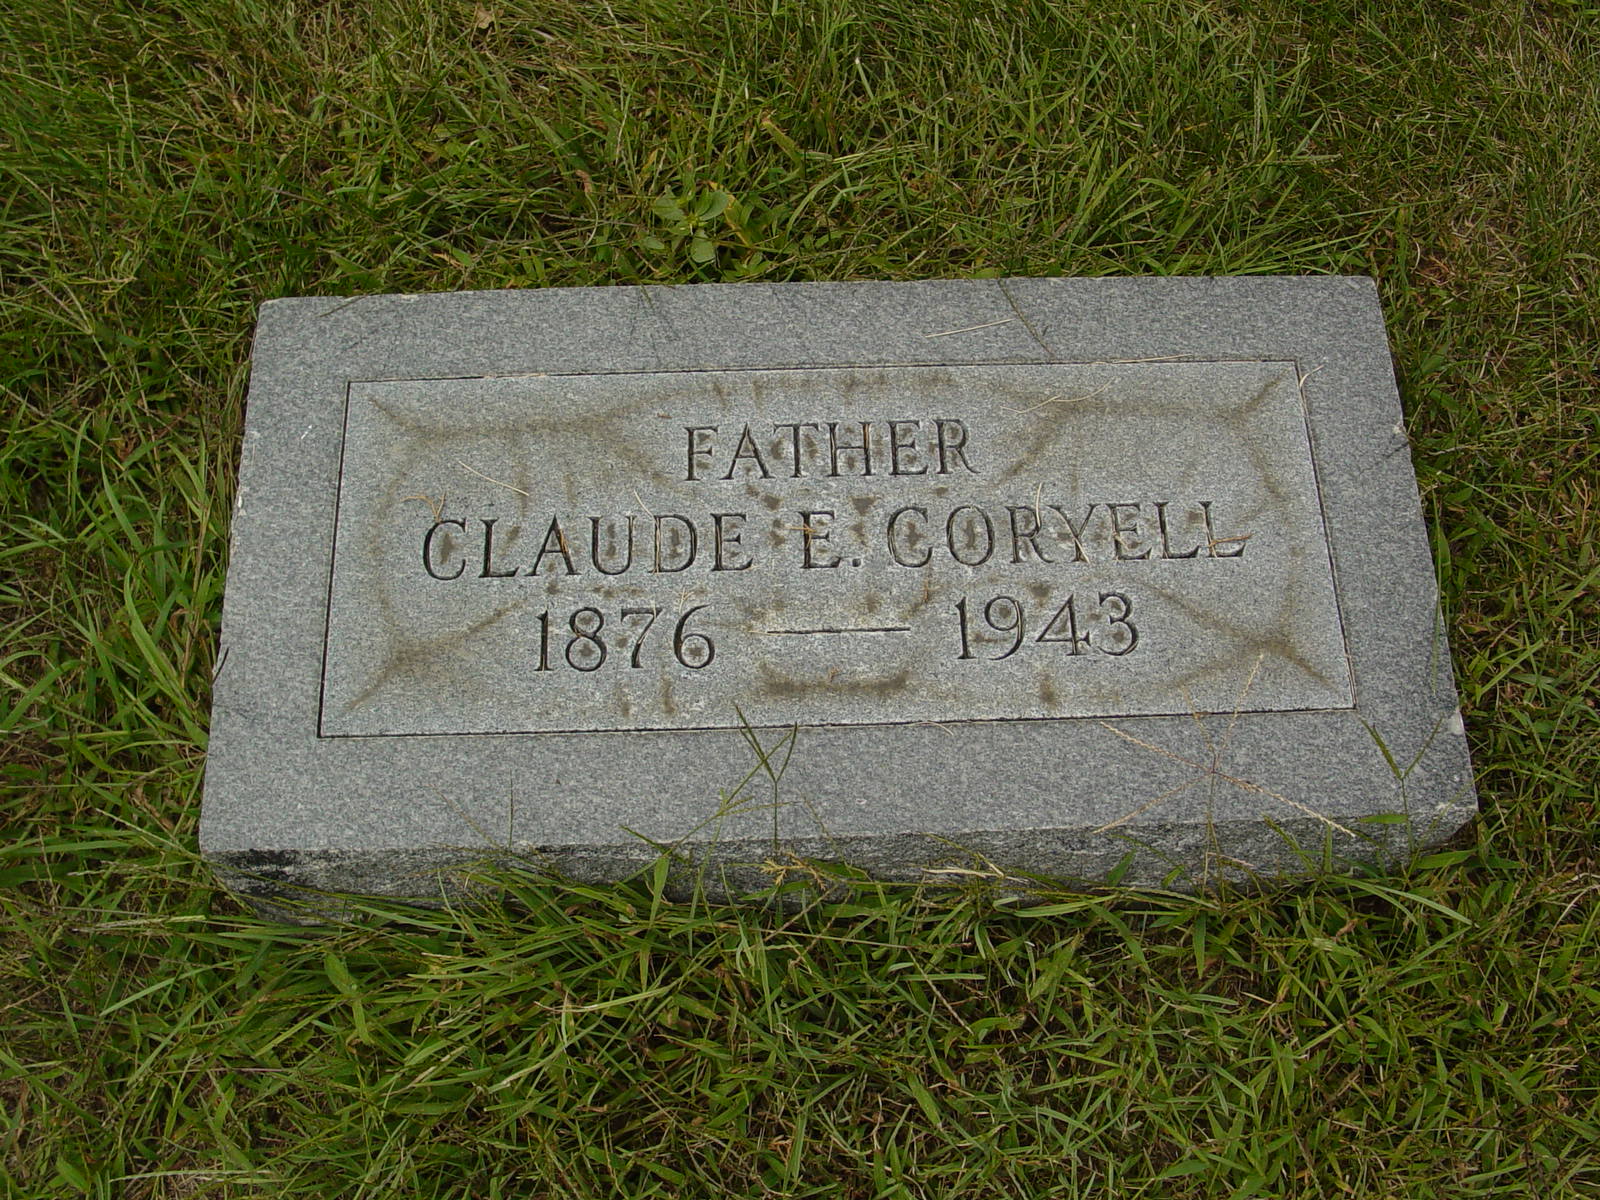 FATHER
CLAUDE E. CORYELL
1876 — 1943